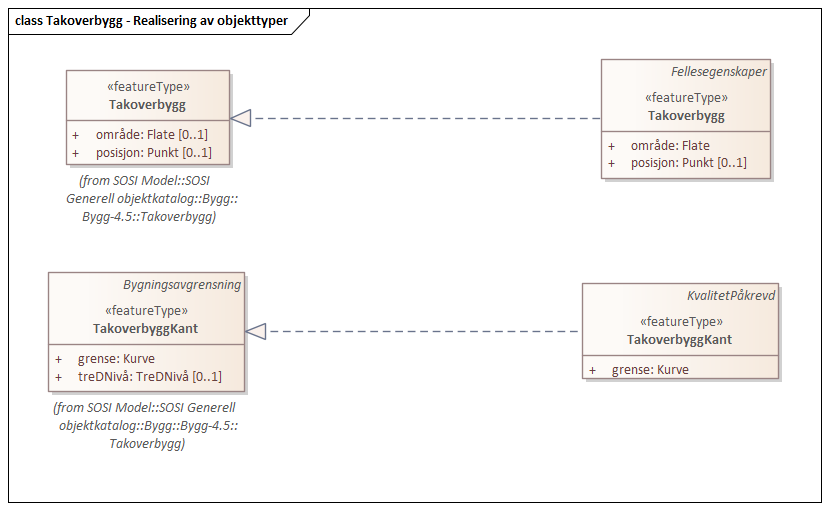 class Takoverbygg - Realisering av objekttyper
«featureType»
Takoverbygg
+ område: Flate [0..1]
+ posisjon: Punkt [0..1]
(from SOSI Model::SOSI
Generell objektkatalog::Bygg::
Bygg-4.5::Takoverbygg)
Fellesegenskaper
«featureType»
Takoverbygg
+ område: Flate
+ posisjon: Punkt [0..1]
Bygningsavgrensning
«featureType»
TakoverbyggKant
+ grense: Kurve
+ treDNivå: TreDNivå [0..1]
(from SOSI Model::SOSI Generell
objektkatalog::Bygg::Bygg-4.5::
Takoverbygg)
KvalitetPåkrevd
«featureType»
TakoverbyggKant
+ grense: Kurve